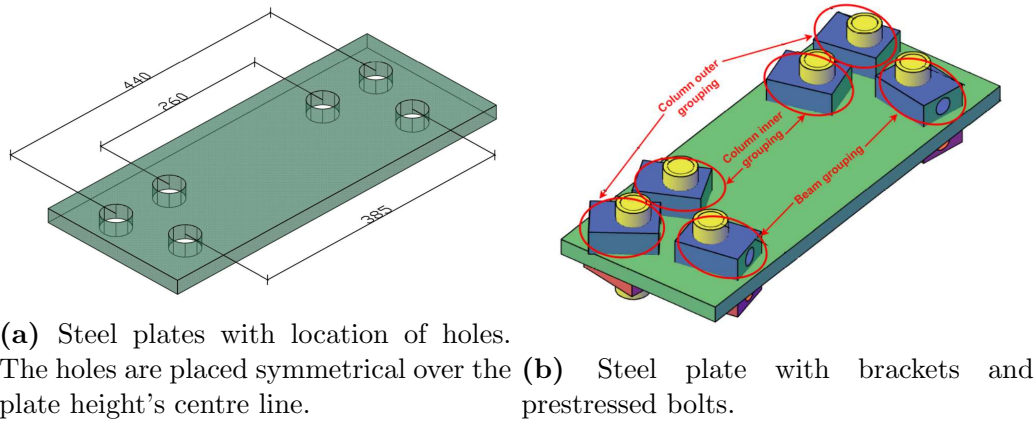 440
260
385
Column outer
grouping
Column inner
grouping
Beam grouping
(a) Steel plates with location of holes.
The holes are placed symmetrical over the
plate height's centre line.
(b) Steel plate with brackets and
prestressed bolts.